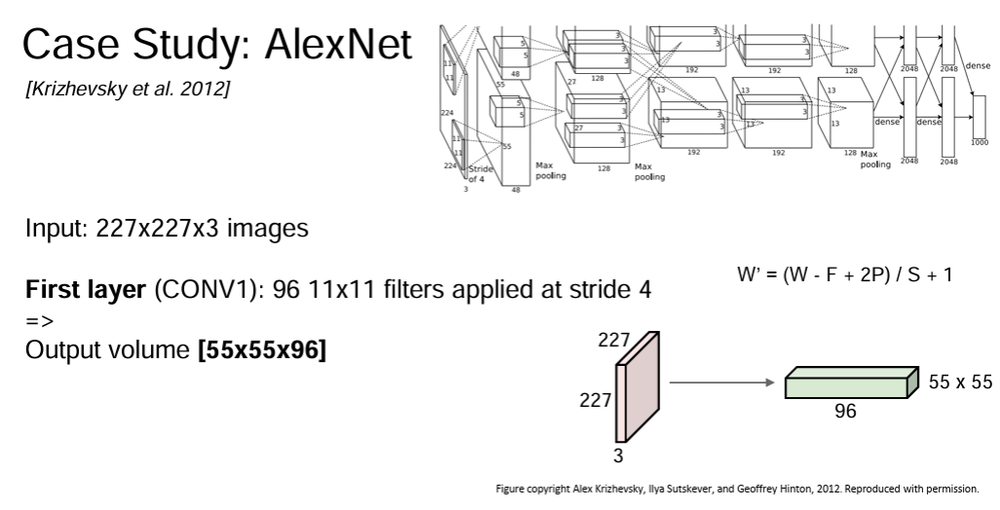 Case Study: AlexNet
[Krizhevsky et al. 2012]
11
11
5
5
48
55
27
128
3
3
3
3
192
192
128
2048
2048
dense
224
11
11
224
Stride
of 4
3
5
5
55
48
Max
pooling
27
3
3
3
128
Max
pooling
13
13
3
3
192
13
13
3
3
192
13
13
128
Max
pooling
dense
dense
2048
2048
1000
Input: 227x227x3 images
W' = (W - F + 2P) / S + 1
First layer (CONV1): 96 11x11 filters applied at stride 4
=>
Output volume [55x55x96]
227
227
3
55 x 55
96
Figure copyright Alex Krizhevsky, Ilya Sutskever, and Geoffrey Hinton, 2012. Reproduced with permission.